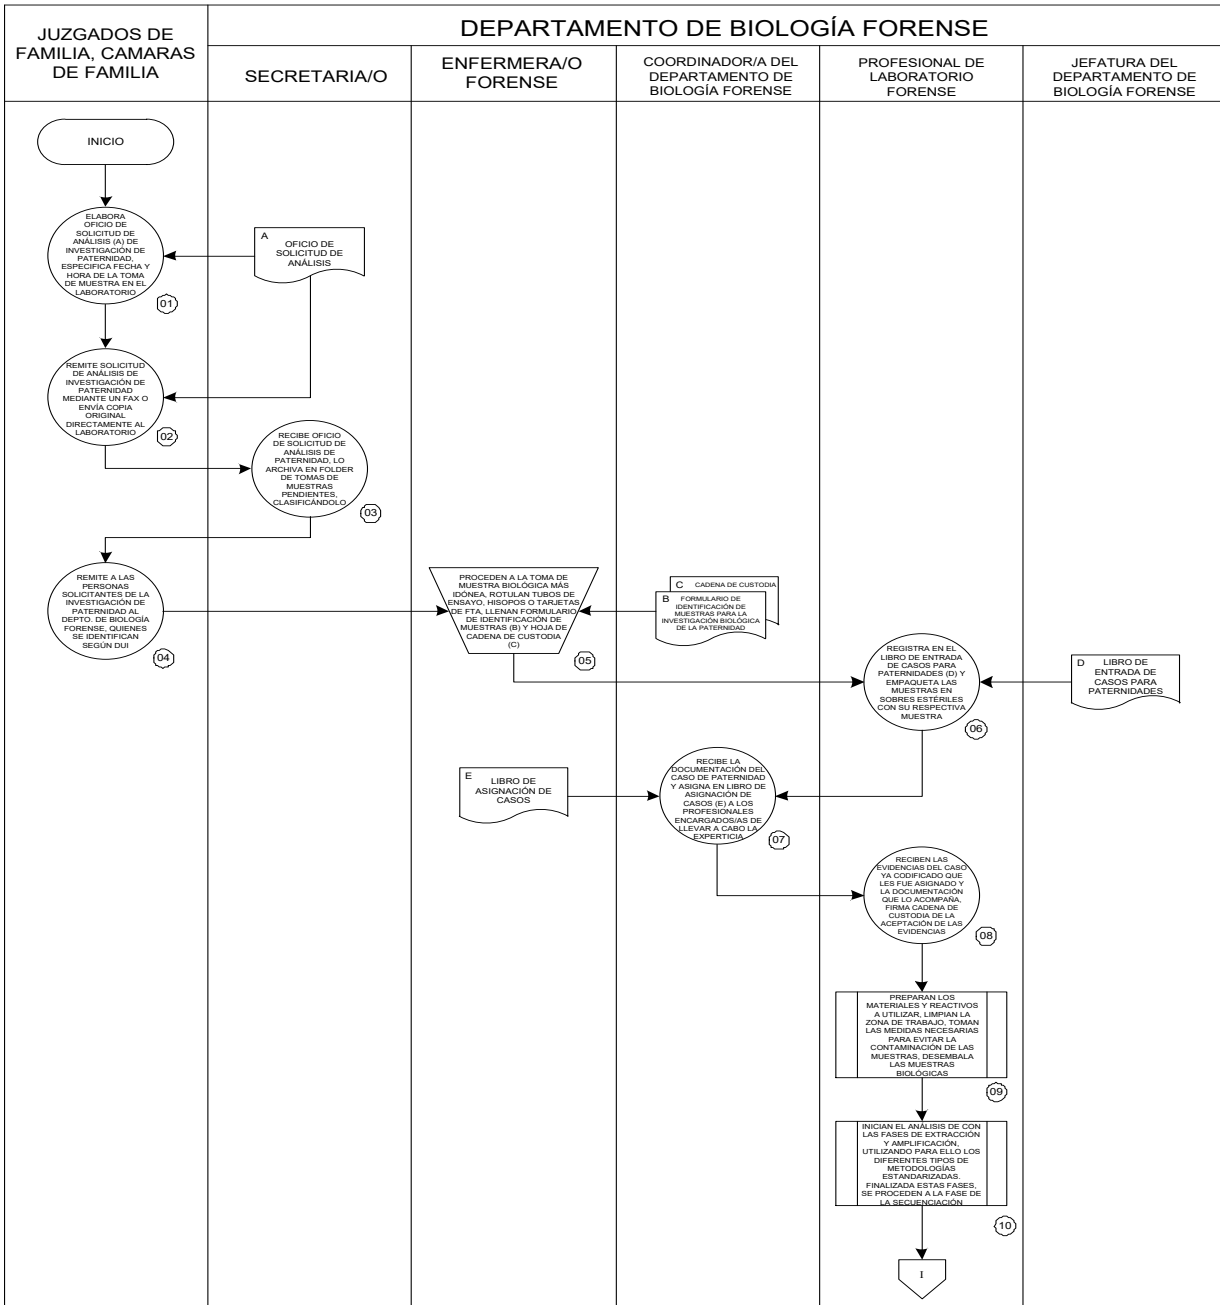 JUZGADOS DE
FAMILIA, CAMARAS
DE FAMILIA
DEPARTAMENTO DE BIOLOGÍA FORENSE
SECRETARIA/O
ENFERMERA/O
FORENSE
COORDINADOR/A DEL
DEPARTAMENTO DE
BIOLOGÍA FORENSE
PROFESIONAL DE
LABORATORIO
FORENSE
JEFATURA DEL
DEPARTAMENTO DE
BIOLOGÍA FORENSE
INICIO
ELABORA
OFICIO DE
SOLICITUD DE
ANÁLISIS (A) DE
INVESTIGACIÓN DE
PATERNIDAD,
ESPECIFICA FECHA Y
HORA DE LA TOMA
DE MUESTRA EN EL
LABORATORIO
01
A
OFICIO DE
SOLICITUD DE
ANÁLISIS
REMITE SOLICITUD
DE ANÁLISIS DE
INVESTIGACIÓN DE
PATERNIDAD
MEDIANTE UN FAX O
ENVÍA COPIA
ORIGINAL
DIRECTAMENTE AL
LABORATORIO
02
RECIBE OFICIO
DE SOLICITUD DE
ANÁLISIS DE
PATERNIDAD, LO
ARCHIVA EN FOLDER
DE TOMAS DE
MUESTRAS
PENDIENTES,
CLASIFICÁNDOLO
03
REMITE A LAS
PERSONAS
SOLICITANTES DE LA
INVESTIGACIÓN DE
PATERNIDAD AL
DEPTO. DE BIOLOGÍA
FORENSE, QUIENES
SE IDENTIFICAN
SEGÚN DUI
04
PROCEDEN A LA TOMA DE
MUESTRA BIOLÓGICA MÁS
IDÓNEA, ROTULAN TUBOS DE
ENSAYO, HISOPOS O TARJETAS
DE FTA, LLENAN FORMULARIO
DE IDENTIFICACIÓN DE
MUESTRAS (B) Y HOJA DE
CADENA DE CUSTODIA
(C)
05
C CADENA DE CUSTODIA
B FORMULARIO DE
IDENTIFICACIÓN DE
MUESTRAS PARA LA
INVESTIGACIÓN BIOLÓGICA
DE LA PATERNIDAD
REGISTRA EN EL
LIBRO DE ENTRADA
DE CASOS PARA
PATERNIDADES (D) Y
EMPAQUETA LAS
MUESTRAS EN
SOBRES ESTÉRILES
CON SU RESPECTIVA
MUESTRA
06
D LIBRO DE
ENTRADA DE
CASOS PARA
PATERNIDADES
E
LIBRO DE
ASIGNACIÓN DE
CASOS
RECIBE LA
DOCUMENTACIÓN DEL
CASO DE PATERNIDAD
Y ASIGNA EN LIBRO DE
ASIGNACIÓN DE
CASOS (E) A LOS
PROFESIONALES
ENCARGADOS/AS DE
LLEVAR A CABO LA
EXPERTICIA
07
RECIBEN LAS
EVIDENCIAS DEL CASO
YA CODIFICADO QUE
LES FUE ASIGNADO Y
LA DOCUMENTACIÓN
QUE LO ACOMPAÑA,
FIRMA CADENA DE
CUSTODIA DE LA
ACEPTACIÓN DE LAS
EVIDENCIAS
08
PREPARAN LOS
MATERIALES Y REACTIVOS
A UTILIZAR, LIMPIAN LA
ZONA DE TRABAJO, TOMAN
LAS MEDIDAS NECESARIAS
PARA EVITAR LA
CONTAMINACIÓN DE LAS
MUESTRAS, DESEMBALA
LAS MUESTRAS
BIOLÓGICAS
09
INICIAN EL ANÁLISIS DE CON
LAS FASES DE EXTRACCIÓN
Y AMPLIFICACIÓN,
UTILIZANDO PARA ELLO LOS
DIFERENTES TIPOS DE
METODOLOGÍAS
ESTANDARIZADAS.
FINALIZADA ESTAS FASES,
SE PROCEDEN A LA FASE DE
LA SECUENCIACIÓN
10
I